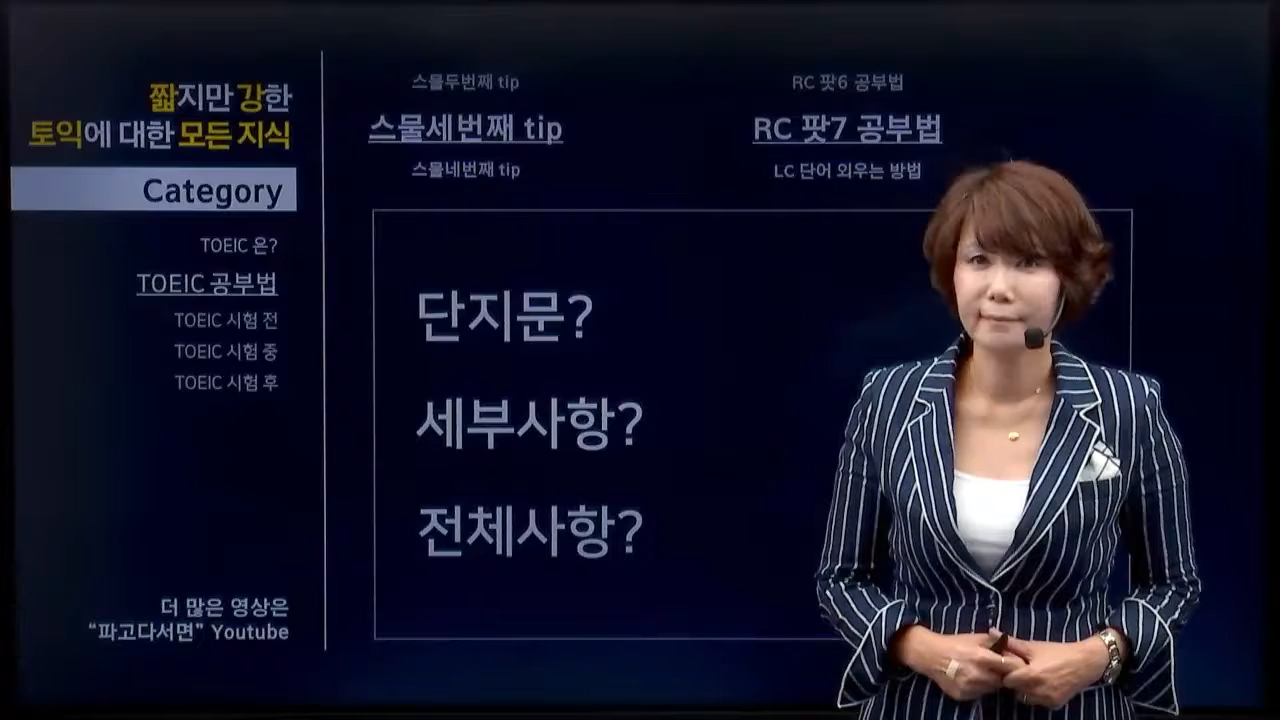 짧지만 강한
토익에 대한 모든 지식
Category
TOEIC 은?
TOEIC 공부법
TOEIC 시험 전
TOEIC 시험 중
TOEIC 시험 후
더 많은 영상은
“파고다서면” Youtube
스물두번째 tip
스물세번째 tip
스물네번째 tip
RC 팟6 공부법
RC 팟7 공부법
LC 단어 외우는 방법
단지문?
세부사항?
전체사항?